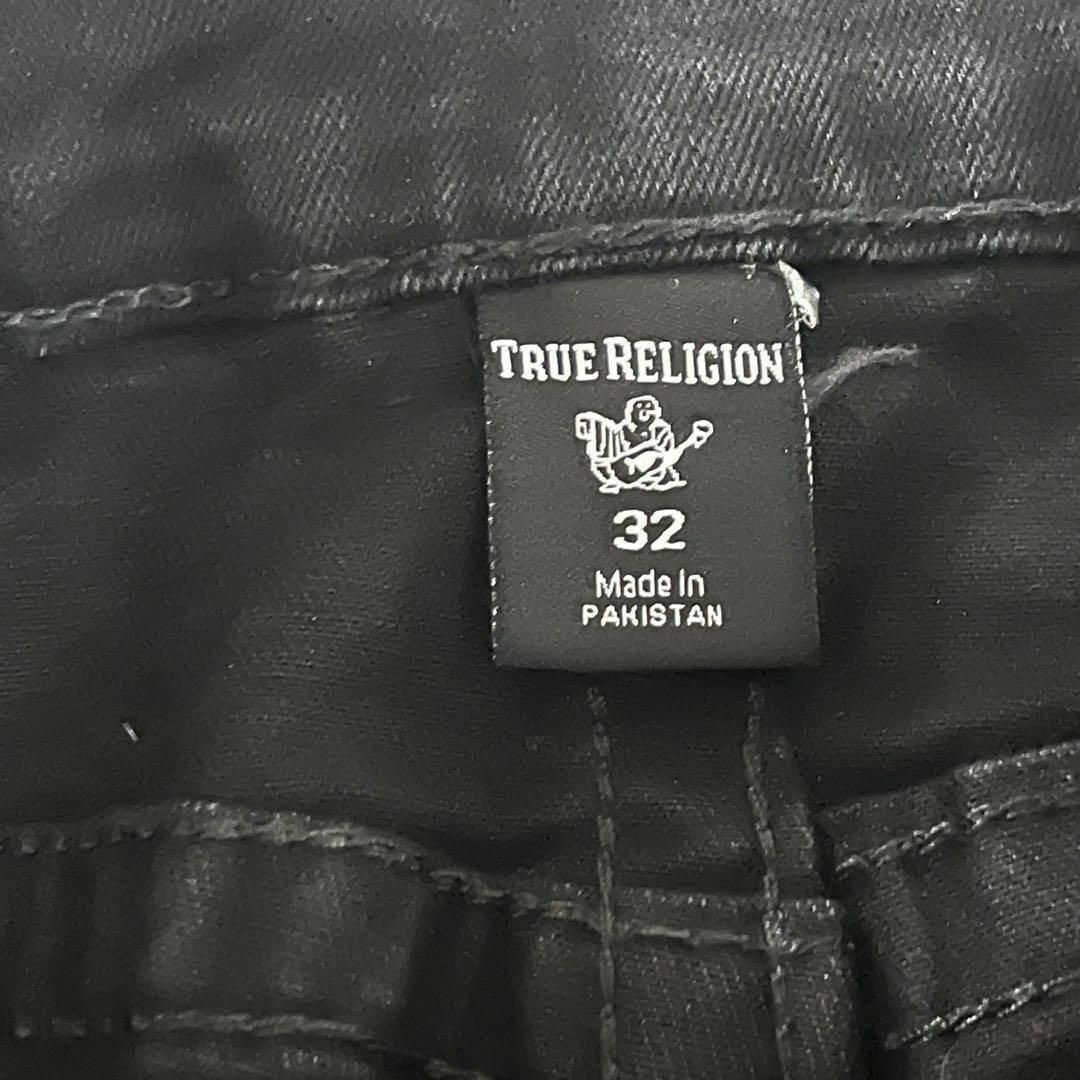 TRUE RELIGION
32
Made In
PAKISTAN